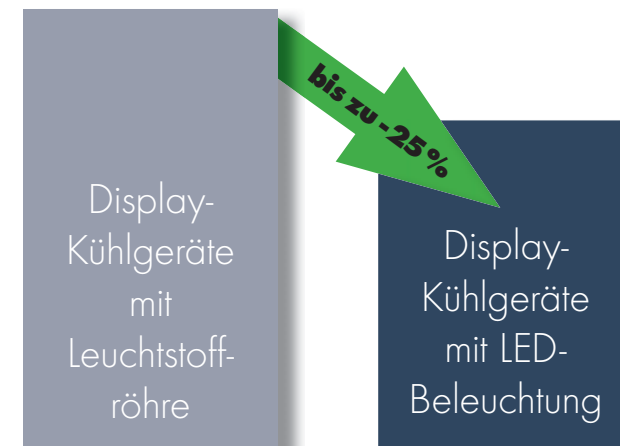 bis zu -25%
Display-
Kühlgeräte
mit
Leuchtstoff-
röhre
Display-
Kühlgeräte
mit LED-
Beleuchtung